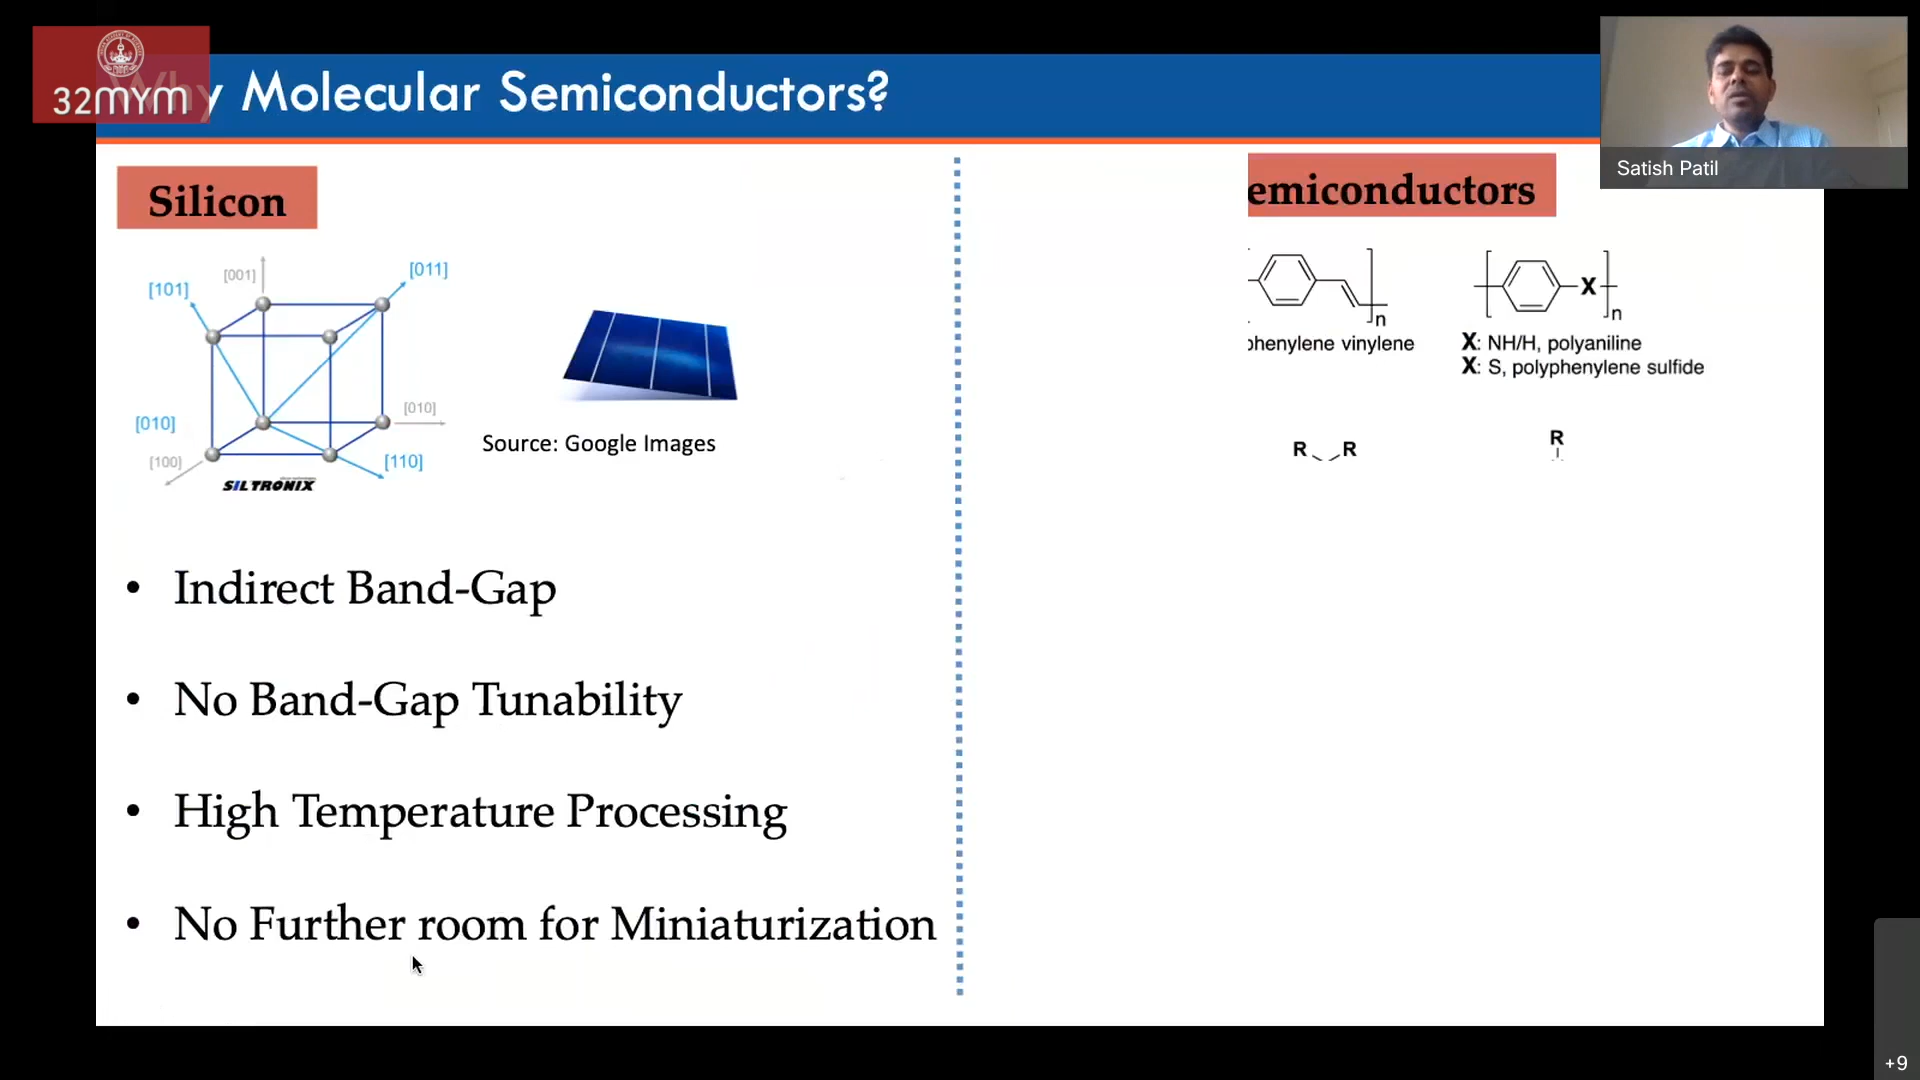 32MYM
Why Molecular Semiconductors?
Satish Patil
Silicon
[001]
[011]
[101]
[010]
[010]
[100]
[110]
SILTRONIX
Source: Google Images
• Indirect Band-Gap
• No Band-Gap Tunability
• High Temperature Processing
• No Further room for Miniaturization
emiconductors
n
phenylene vinylene
X
n
X: NH/H, polyaniline
X: S, polyphenylene sulfide
R R
R
+9